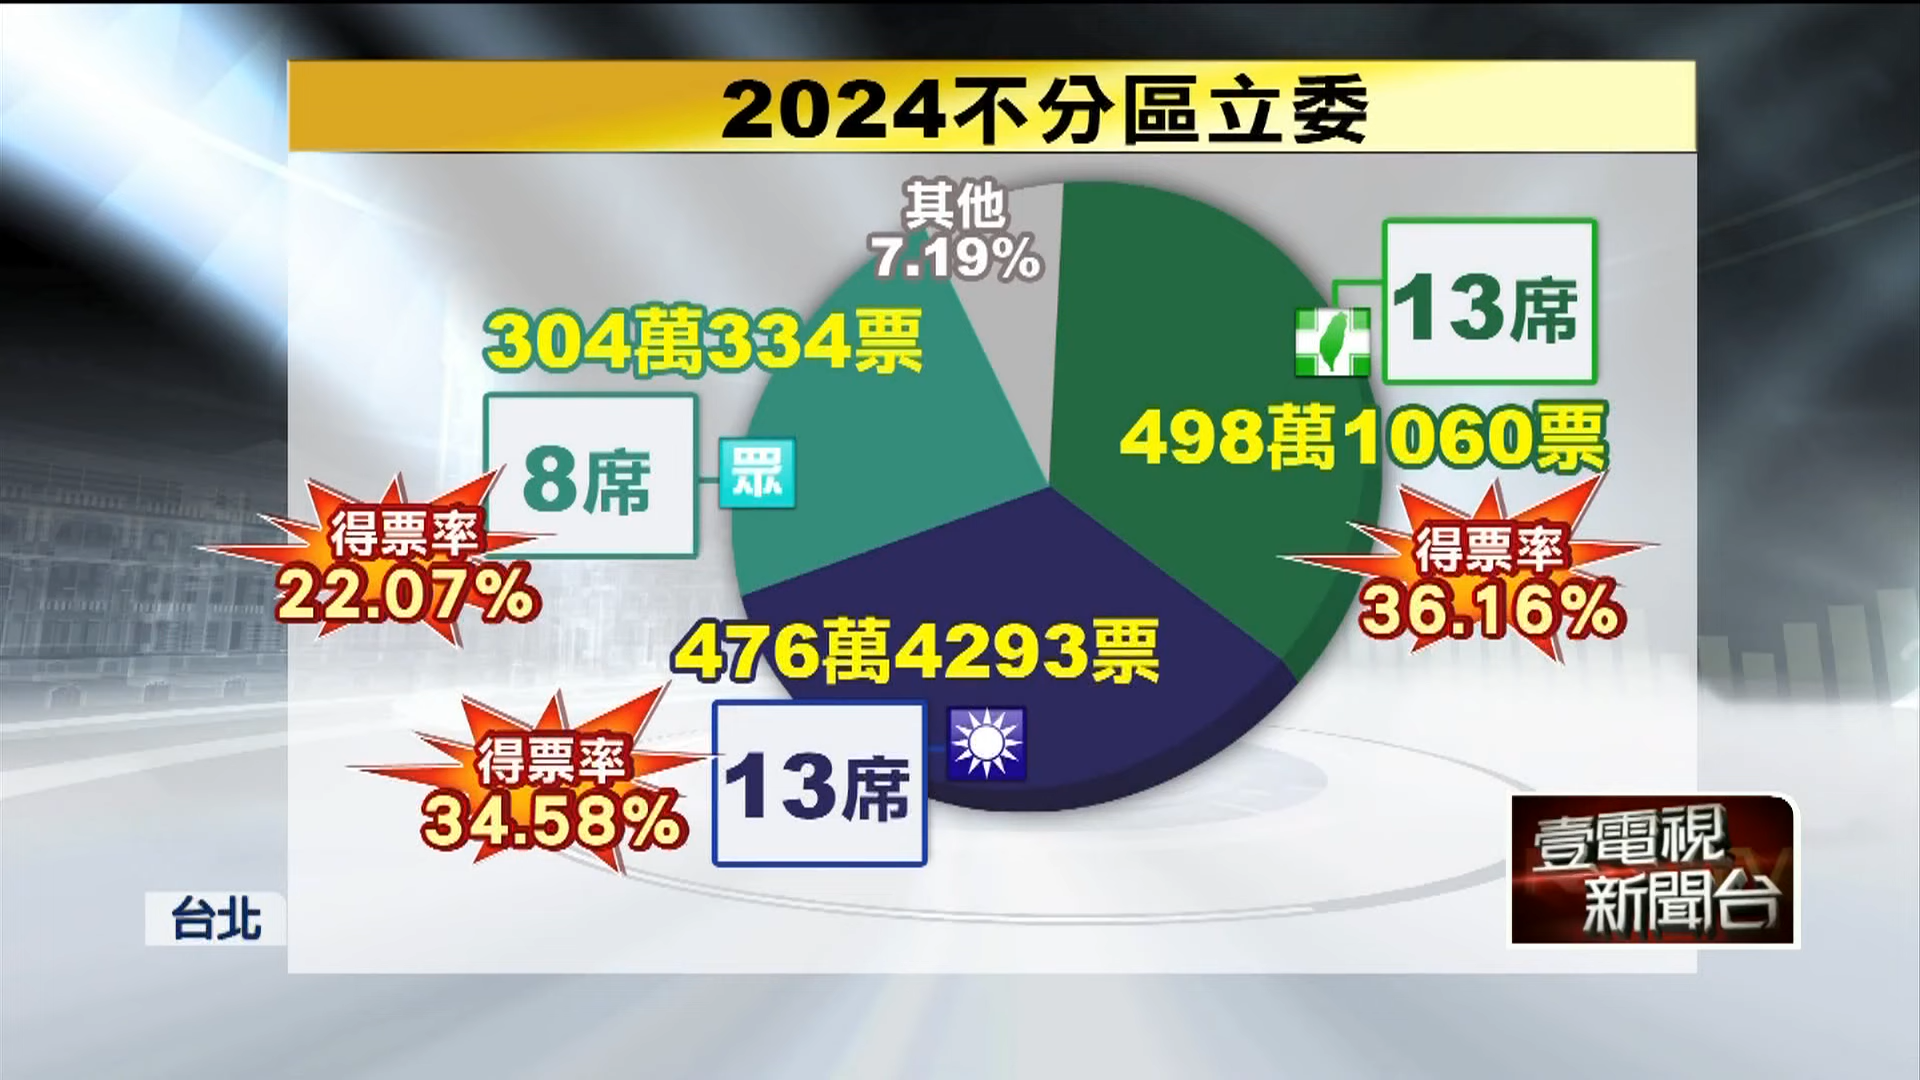 2024不分區立委
其他
7.19%
13席
304萬334票
498萬1060票
8席
眾
得票率
22.07%
得票率
36.16%
476萬4293票
得票率
34.58%
13席
壹電視
新聞台
台北